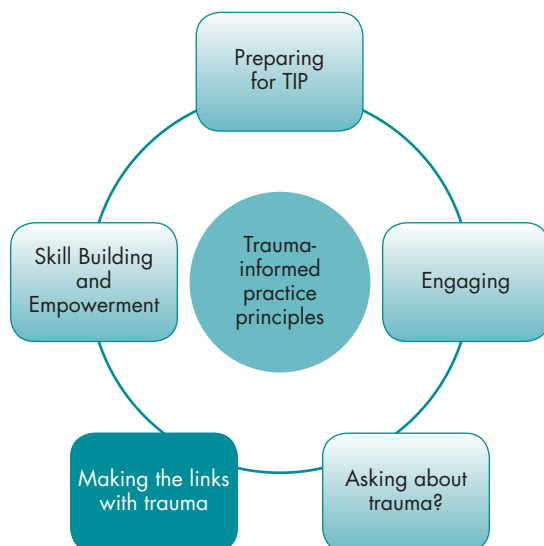 Preparing
for TIP
Engaging
Asking about
trauma?
Making the links
with trauma
Skill Building
and
Empowerment
Trauma-
informed
practice
principles